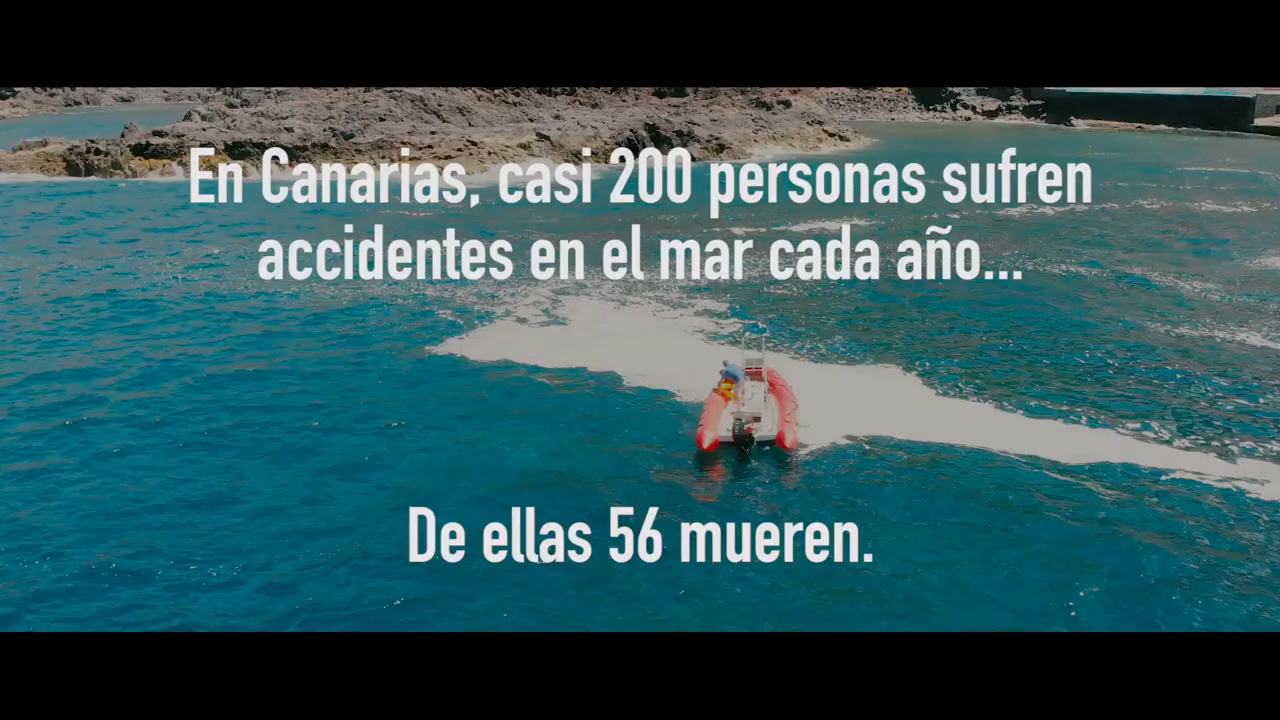 En Canarias, casi 200 personas sufren
accidentes en el mar cada año...
De ellas 56 mueren.